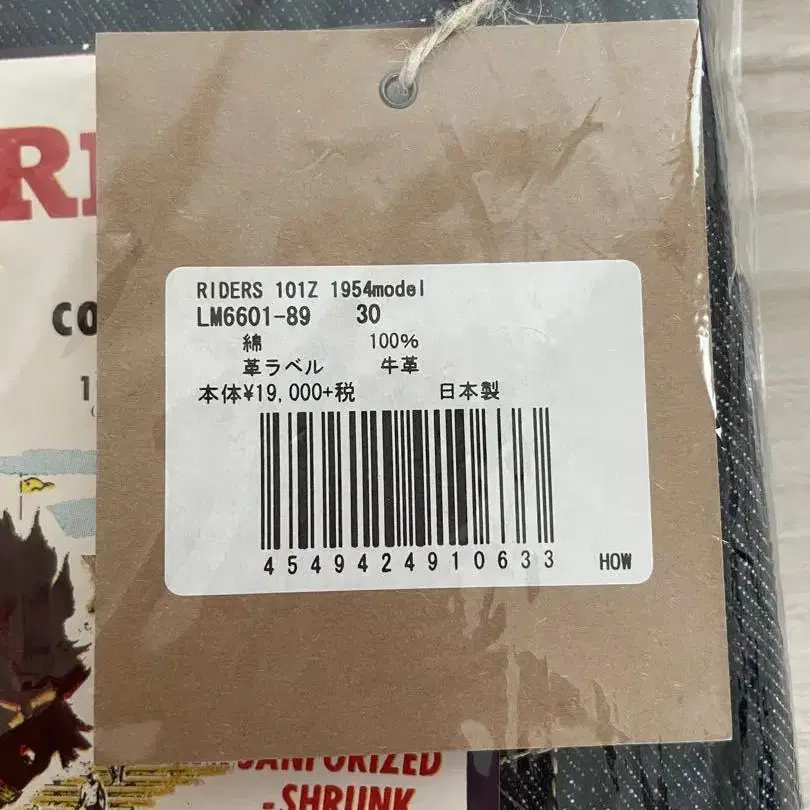 RIDERS 101Z 1954model
LM6601-89 30
綿 100%
革ラベル 牛革
本体¥19,000+税 日本製
4549424910633
HOW
SANFORIZED
-SHRUNK